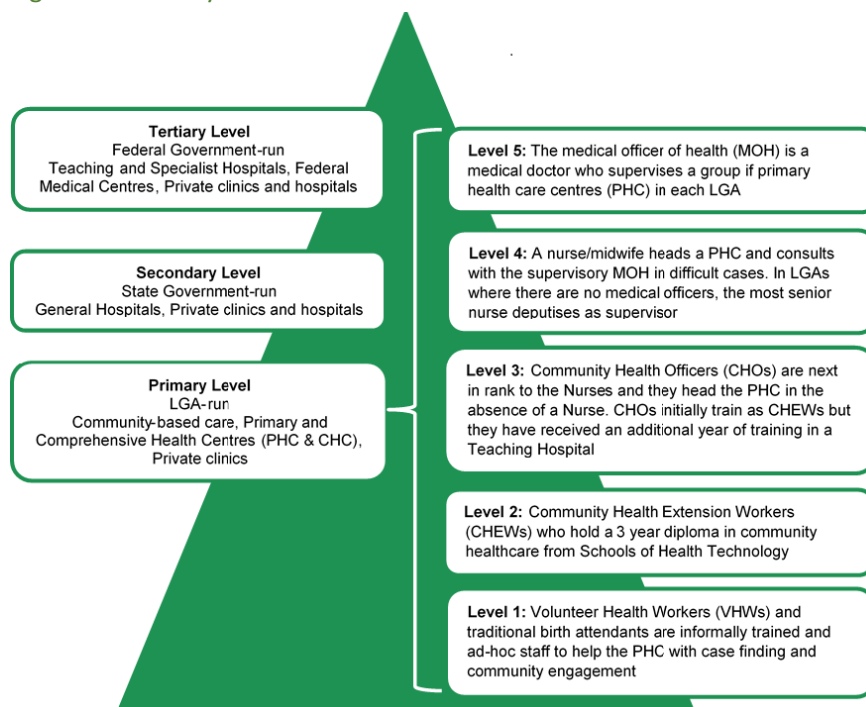 Tertiary Level
Federal Government-run
Teaching and Specialist Hospitals, Federal
Medical Centres, Private clinics and hospitals
Secondary Level
State Government-run
General Hospitals, Private clinics and hospitals
Primary Level
LGA-run
Community-based care, Primary and
Comprehensive Health Centres (PHC & CHC),
Private clinics
Level 5: The medical officer of health (MOH) is a
medical doctor who supervises a group if primary
health care centres (PHC) in each LGA
Level 4: A nurse/midwife heads a PHC and consults
with the supervisory MOH in difficult cases. In LGAs
where there are no medical officers, the most senior
nurse deputises as supervisor
Level 3: Community Health Officers (CHOs) are next
in rank to the Nurses and they head the PHC in the
absence of a Nurse. CHOs initially train as CHEWs but
they have received an additional year of training in a
Teaching Hospital
Level 2: Community Health Extension Workers
(CHEWs) who hold a 3 year diploma in community
healthcare from Schools of Health Technology
Level 1: Volunteer Health Workers (VHWs) and
traditional birth attendants are informally trained and
ad-hoc staff to help the PHC with case finding and
community engagement